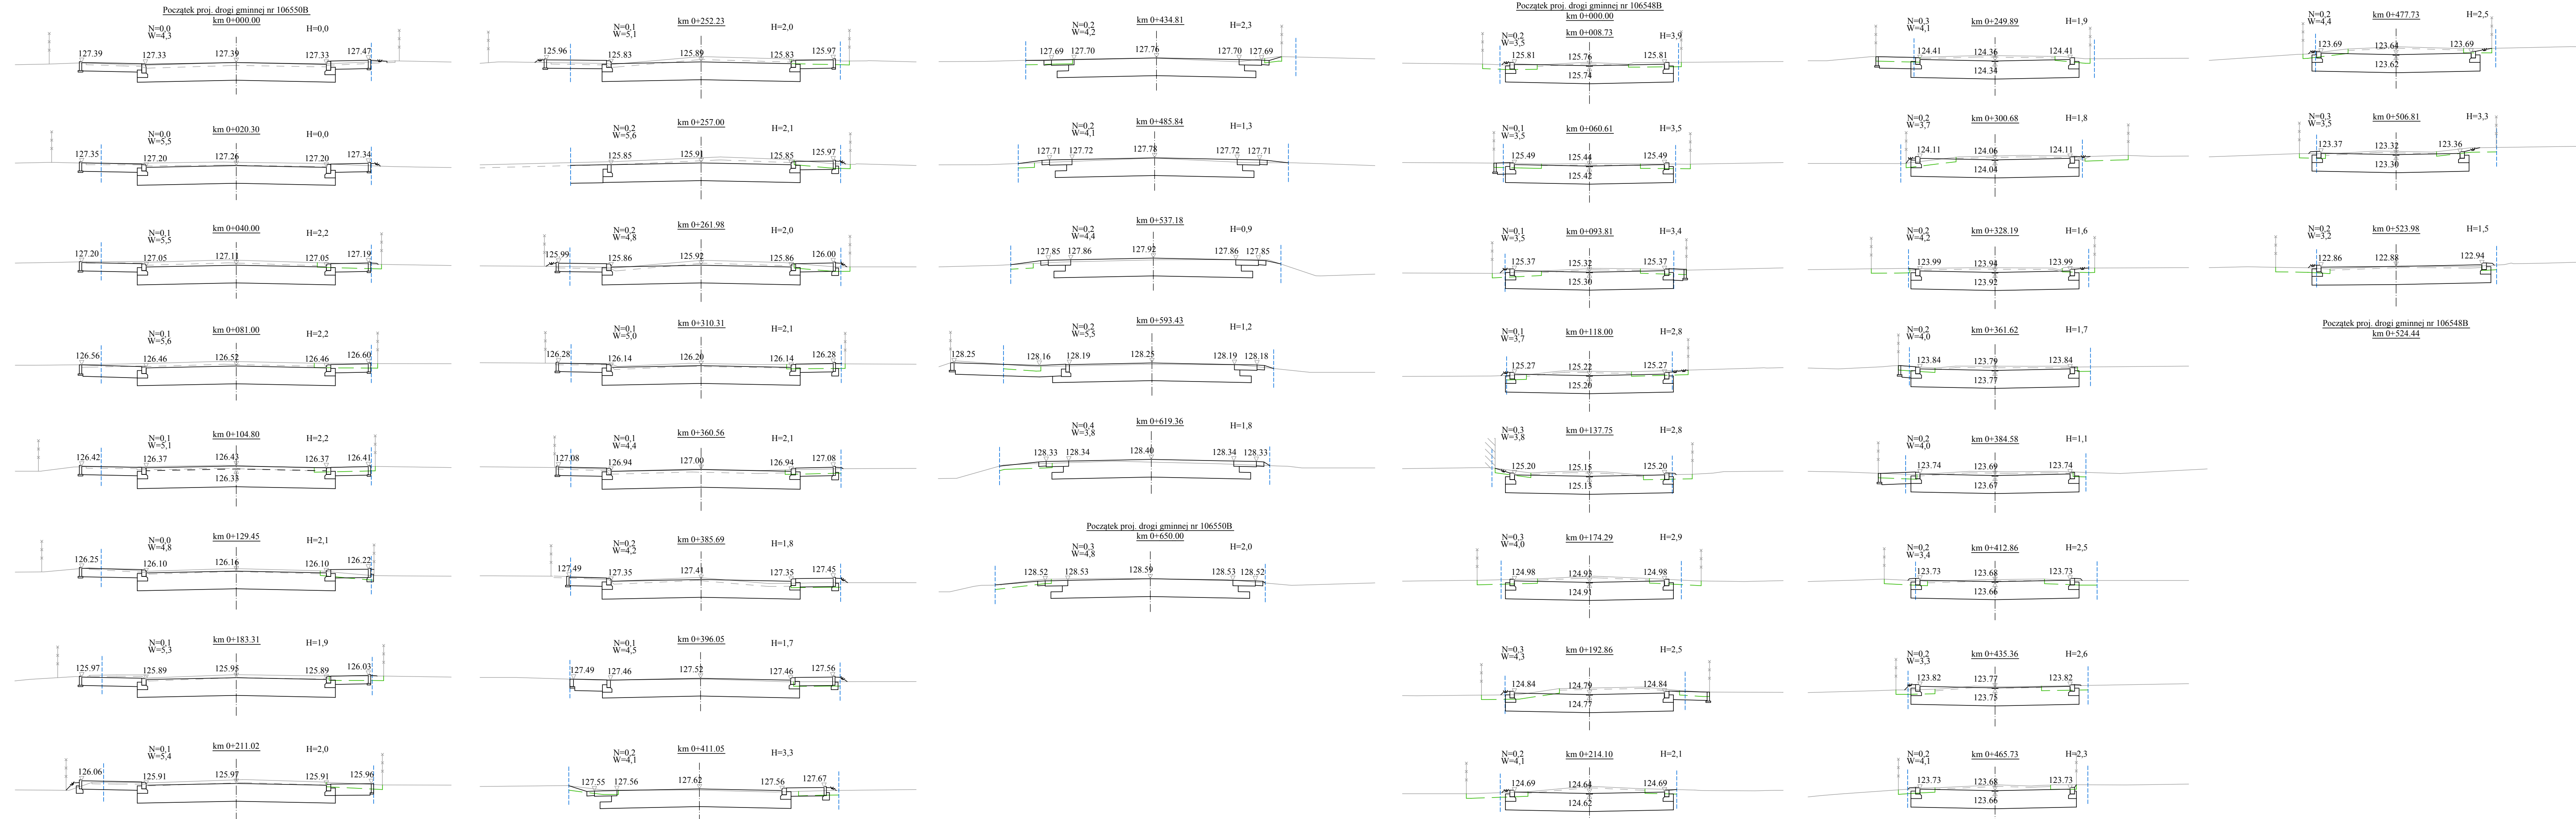 Początek proj. drogi gminnej nr 106550B
km 0+000.00
N=0,0
W=4,3
H=0,0
127.39 127.33 127.39 127.33 127.47
km 0+020.30
N=0,0
W=5,5
H=0,0
127.35 127.20 127.26 127.20 127.34
km 0+040.00
N=0,1
W=5,5
H=2,2
127.20 127.05 127.11 127.05 127.19
km 0+081.00
N=0,1
W=5,6
H=2,2
126.56 126.46 126.52 126.46 126.60
km 0+104.80
N=0,1
W=5,1
H=2,2
126.42 126.37 126.43 126.37 126.41
126.33
km 0+129.45
N=0,0
W=4,8
H=2,1
126.25 126.10 126.16 126.10 126.22
km 0+183.31
N=0,1
W=5,3
H=1,9
125.97 125.89 125.95 125.89 126.03
km 0+211.02
N=0,1
W=5,4
H=2,0
126.06 125.91 125.97 125.91 125.96
km 0+252.23
N=0,1
W=5,1
H=2,0
125.96 125.83 125.89 125.83 125.97
km 0+257.00
N=0,2
W=5,6
H=2,1
125.85 125.91 125.85 125.97
km 0+261.98
N=0,2
W=4,8
H=2,0
125.99 125.86 125.92 125.86 126.00
km 0+310.31
N=0,1
W=5,0
H=2,1
126.28 126.14 126.20 126.14 126.28
km 0+360.56
N=0,1
W=4,4
H=2,1
127.08 126.94 127.00 126.94 127.08
km 0+385.69
N=0,2
W=4,2
H=1,8
127.49 127.35 127.41 127.35 127.45
km 0+396.05
N=0,1
W=4,5
H=1,7
127.49 127.46 127.52 127.46 127.56
km 0+411.05
N=0,2
W=4,1
H=3,3
127.55 127.56 127.62 127.56 127.67
km 0+434.81
N=0,2
W=4,2
H=2,3
127.69 127.70 127.76 127.70 127.69
km 0+485.84
N=0,2
W=4,1
H=1,3
127.71 127.72 127.78 127.72 127.71
km 0+537.18
N=0,2
W=4,4
H=0,9
127.85 127.86 127.92 127.86 127.85
km 0+593.43
N=0,2
W=5,5
H=1,2
128.25 128.16 128.19 128.25 128.19 128.18
km 0+619.36
N=0,4
W=3,8
H=1,8
128.33 128.34 128.40 128.34 128.33
Początek proj. drogi gminnej nr 106550B
km 0+650.00
N=0,3
W=4,8
H=2,0
128.52 128.53 128.59 128.53 128.52
Początek proj. drogi gminnej nr 106548B
km 0+000.00
km 0+008.73
N=0,2
W=3,5
H=3,9
125.81 125.76 125.81
125.74
km 0+060.61
N=0,1
W=3,5
H=3,5
125.49 125.44 125.49
125.42
km 0+093.81
N=0,1
W=3,5
H=3,4
125.37 125.32 125.37
125.30
km 0+118.00
N=0,1
W=3,7
H=2,8
125.27 125.22 125.27
125.20
km 0+137.75
N=0,3
W=3,8
H=2,8
125.20 125.15 125.20
125.13
km 0+174.29
N=0,3
W=4,0
H=2,9
124.98 124.93 124.98
124.91
km 0+192.86
N=0,3
W=4,3
H=2,5
124.84 124.79 124.84
124.77
km 0+214.10
N=0,2
W=4,1
H=2,1
124.69 124.64 124.69
124.62
km 0+249.89
N=0,3
W=4,1
H=1,9
124.41 124.36 124.41
124.34
km 0+300.68
N=0,2
W=3,7
H=1,8
124.11 124.06 124.11
124.04
km 0+328.19
N=0,2
W=4,2
H=1,6
123.99 123.94 123.99
123.92
km 0+361.62
N=0,2
W=4,0
H=1,7
123.84 123.79 123.84
123.77
km 0+384.58
N=0,2
W=4,0
H=1,1
123.74 123.69 123.74
123.67
km 0+412.86
N=0,2
W=3,4
H=2,5
123.73 123.68 123.73
123.66
km 0+435.36
N=0,2
W=3,3
H=2,6
123.82 123.77 123.82
123.75
km 0+465.73
N=0,2
W=4,1
H=2,3
123.73 123.68 123.73
123.66
km 0+477.73
N=0,2
W=4,4
H=2,5
123.69 123.64 123.69
123.62
km 0+506.81
N=0,3
W=3,5
H=3,3
123.37 123.32 123.36
123.30
km 0+523.98
N=0,2
W=3,2
H=1,5
122.86 122.88 122.94
Początek proj. drogi gminnej nr 106548B
km 0+524.44